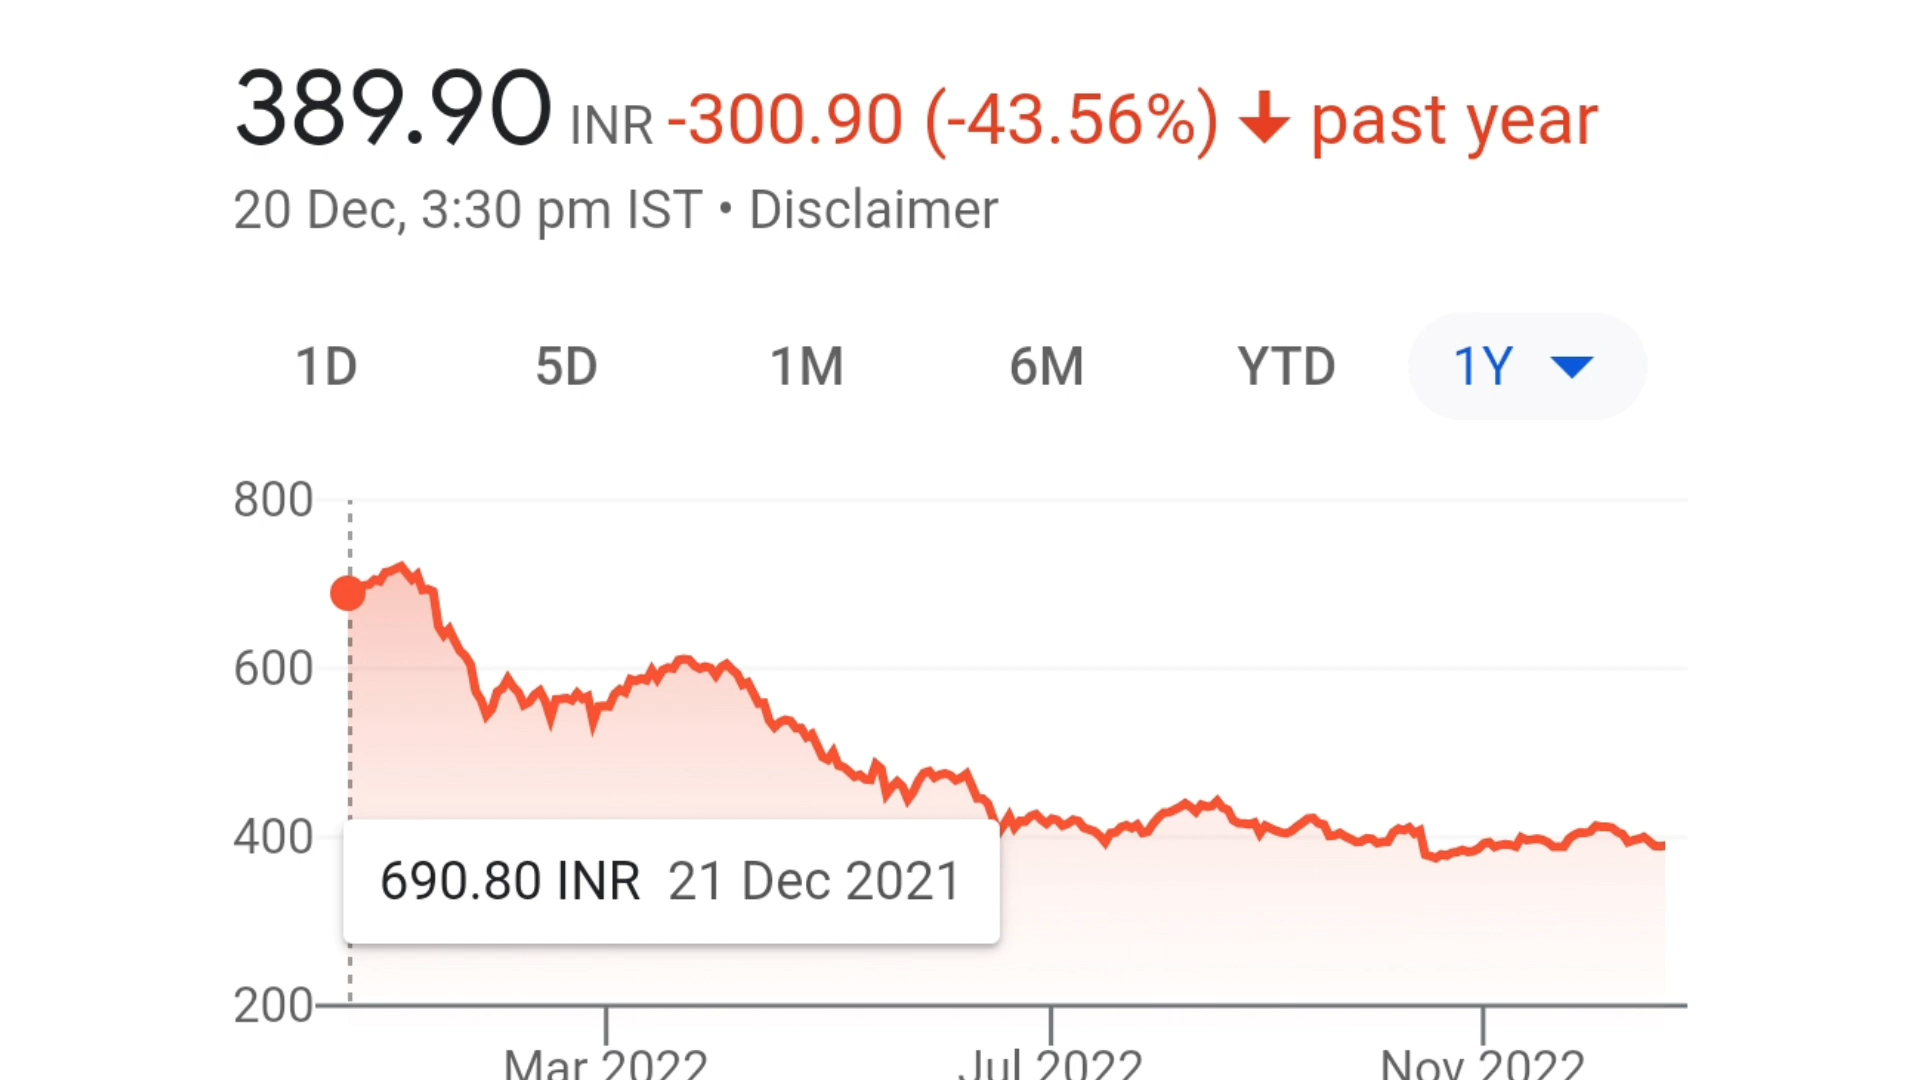 389.90 INR -300.90 (-43.56%) ↓ past year
20 Dec, 3:30 pm IST • Disclaimer
1D 5D 1M 6M YTD 1Y
800
600
400
690.80 INR 21 Dec 2021
200
Mar 2022 Jul 2022 Nov 2022